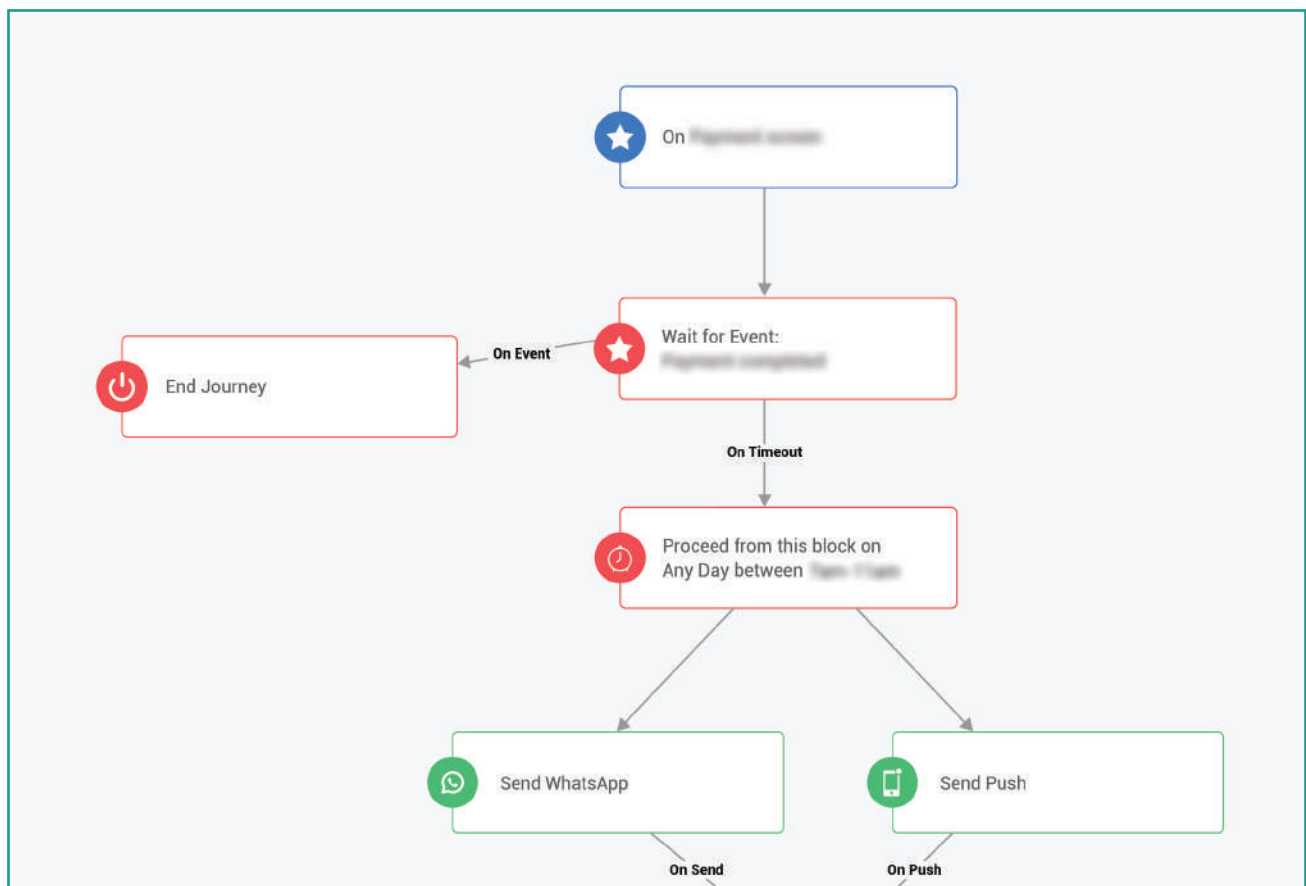 On
Wait for Event:
On Event
End Journey
On Timeout
Proceed from this block on
Any Day between
Send WhatsApp
Send Push
On Send
On Push